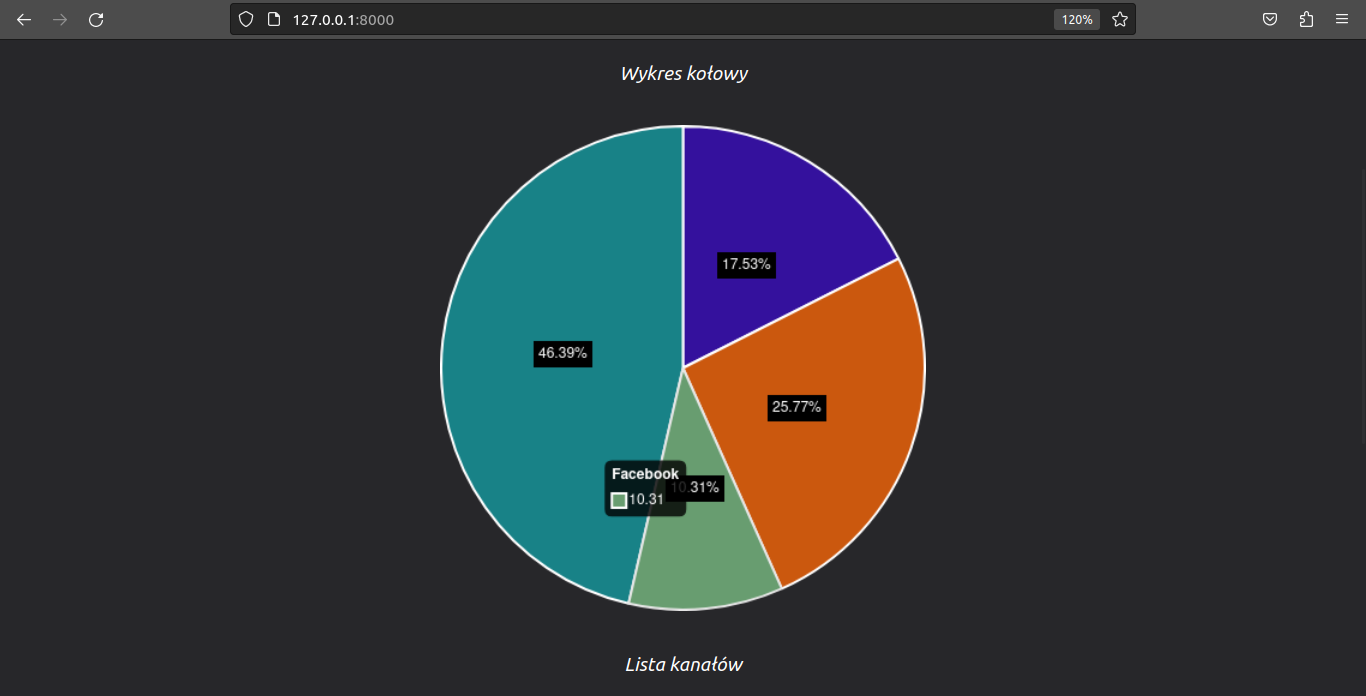 127.0.0.1:8000
120%
Wykres kołowy
17.53%
46.39%
25.77%
Facebook
10.31
10.31%
Lista kanałów